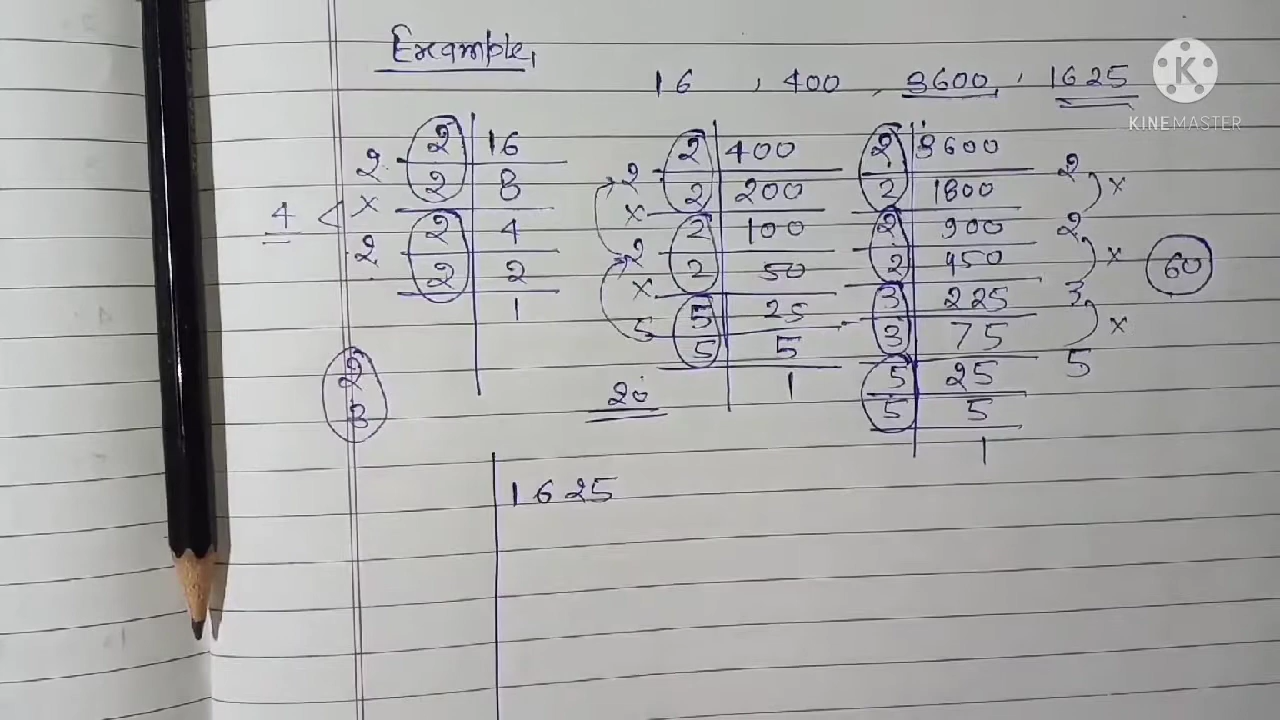 Example,
16 , 400 , 3600 , 1625
KINEMASTER
2 | 16
2 | 8
2 | 4
2 | 2
1
2
x
2
4
2
3
2 | 400
2 | 200
2 | 100
2 | 50
5 | 25
5 | 5
1
2
x
2
x
5
20
2 | 3600
2 | 1800
2 | 900
2 | 450
3 | 225
3 | 75
5 | 25
5 | 5
1
2
x
2
x
3
x
5
60
1625